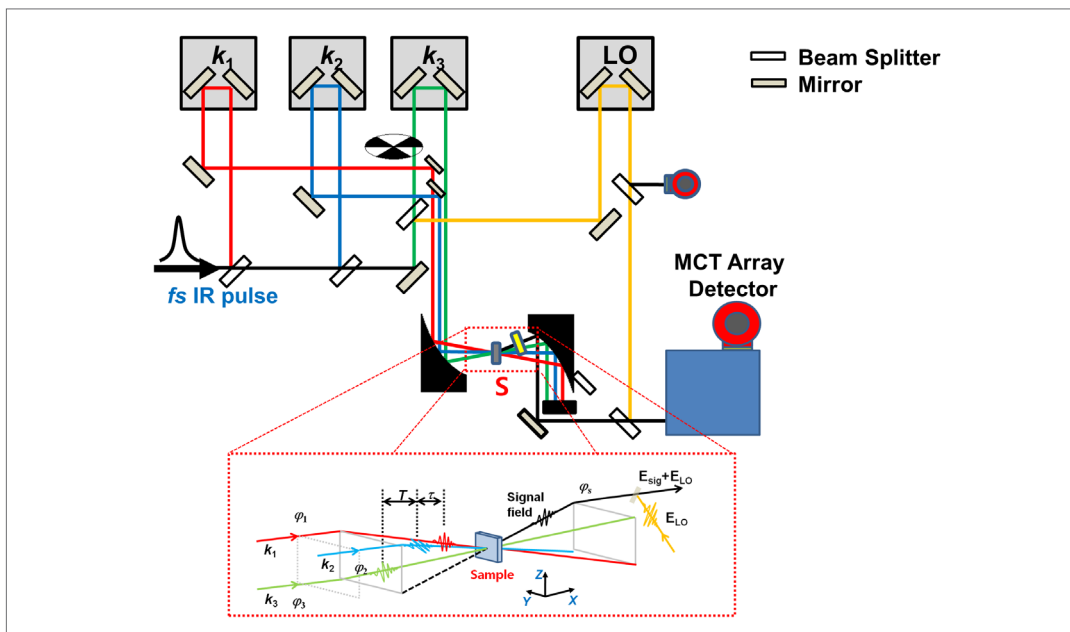 k1
k2
k3
LO
Beam Splitter
Mirror
fs IR pulse
MCT Array
Detector
S
T
τ
Signal
field
φs
Esig+ELO
ELO
φ1
k1
k2
φ2
k3
φ3
Sample
Z
Y
X